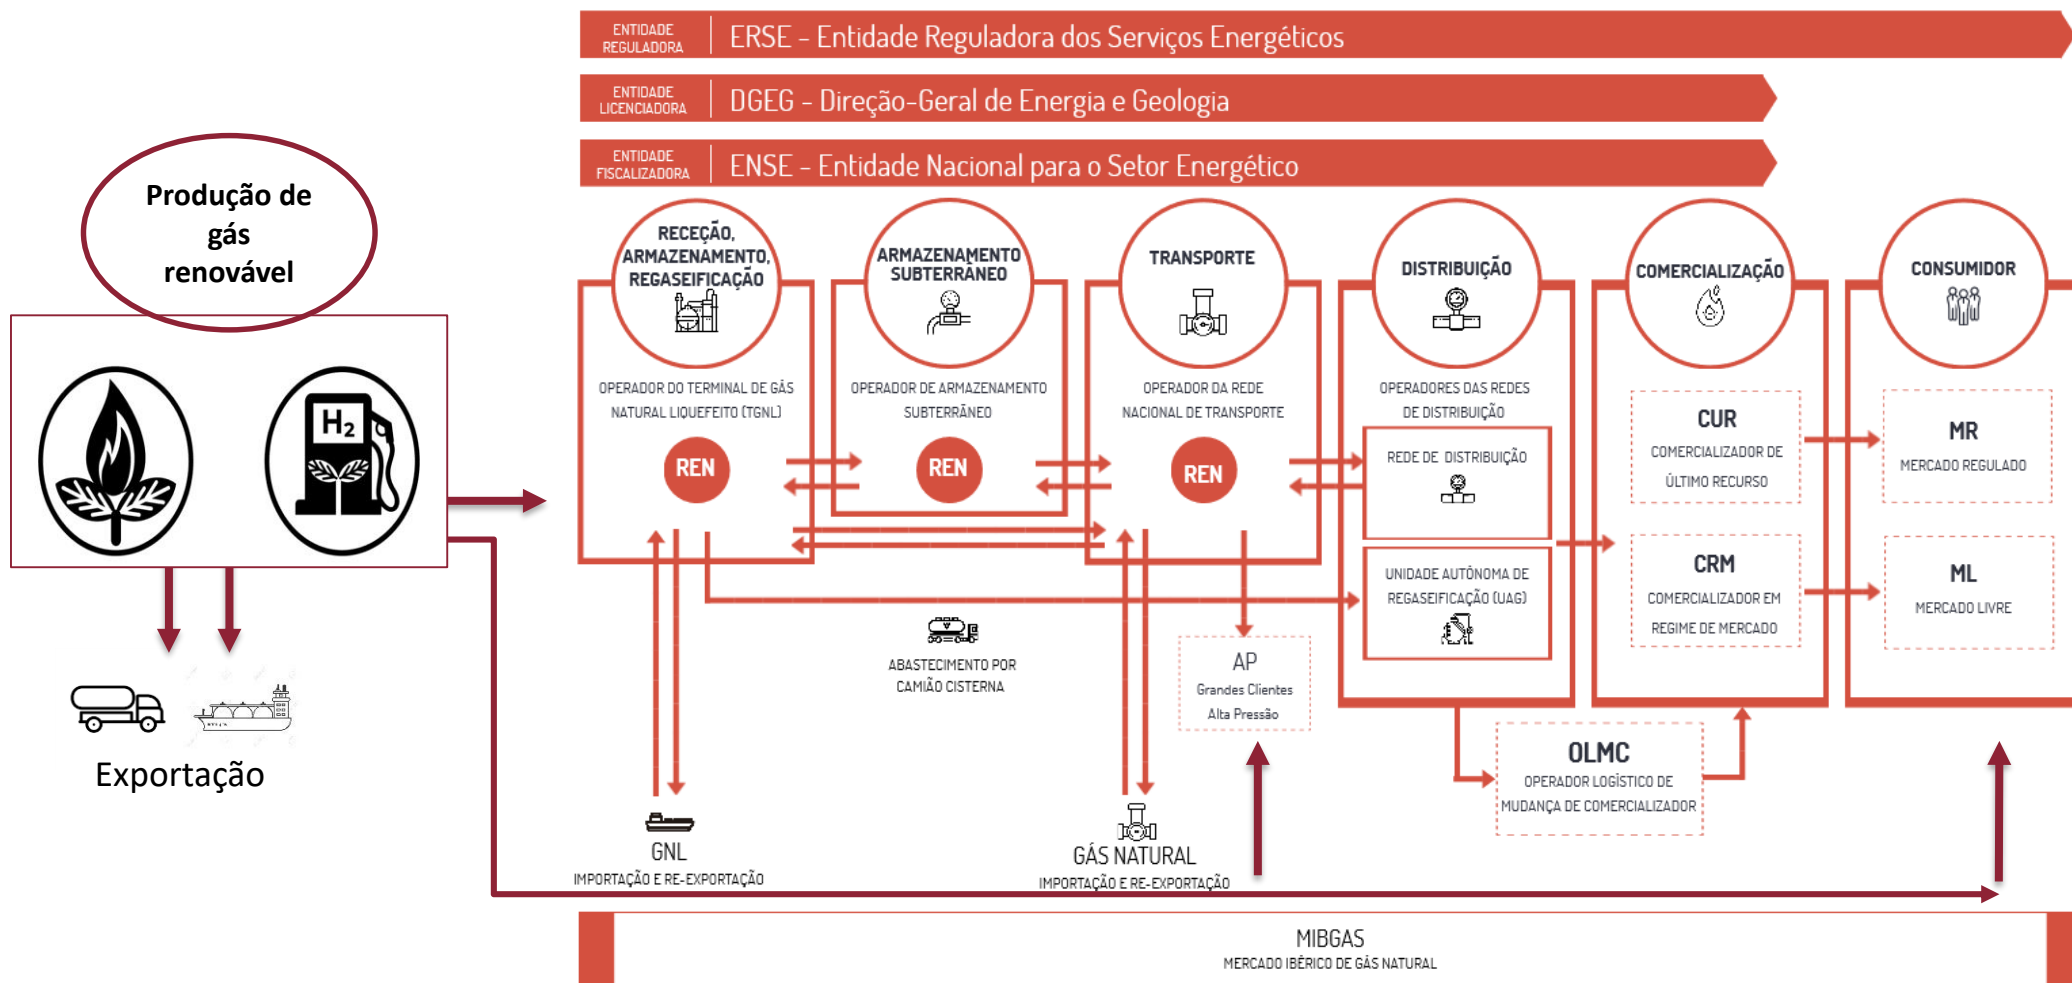 ENTIDADE
REGULADORA
ERSE – Entidade Reguladora dos Serviços Energéticos
ENTIDADE
LICENCIADORA
DGEG – Direção-Geral de Energia e Geologia
ENTIDADE
FISCALIZADORA
ENSE – Entidade Nacional para o Setor Energético
Produção de
gás
renovável
H2
Exportação
RECEÇÃO,
ARMAZENAMENTO,
REGASEIFICAÇÃO
OPERADOR DO TERMINAL DE GÁS
NATURAL LIQUEFEITO (TGNL)
REN
ARMAZENAMENTO
SUBTERRÂNEO
OPERADOR DE ARMAZENAMENTO
SUBTERRÂNEO
REN
TRANSPORTE
OPERADOR DA REDE
NACIONAL DE TRANSPORTE
REN
DISTRIBUIÇÃO
OPERADORES DAS REDES
DE DISTRIBUIÇÃO
REDE DE DISTRIBUIÇÃO
UNIDADE AUTÓNOMA DE
REGASEIFICAÇÃO (UAG)
COMERCIALIZAÇÃO
CUR
COMERCIALIZADOR DE
ÚLTIMO RECURSO
CRM
COMERCIALIZADOR EM
REGIME DE MERCADO
CONSUMIDOR
MR
MERCADO REGULADO
ML
MERCADO LIVRE
ABASTECIMENTO POR
CAMIÃO CISTERNA
AP
Grandes Clientes
Alta Pressão
OLMC
OPERADOR LOGÍSTICO DE
MUDANÇA DE COMERCIALIZADOR
GNL
IMPORTAÇÃO E RE-EXPORTAÇÃO
GÁS NATURAL
IMPORTAÇÃO E RE-EXPORTAÇÃO
MIBGAS
MERCADO IBÉRICO DE GÁS NATURAL